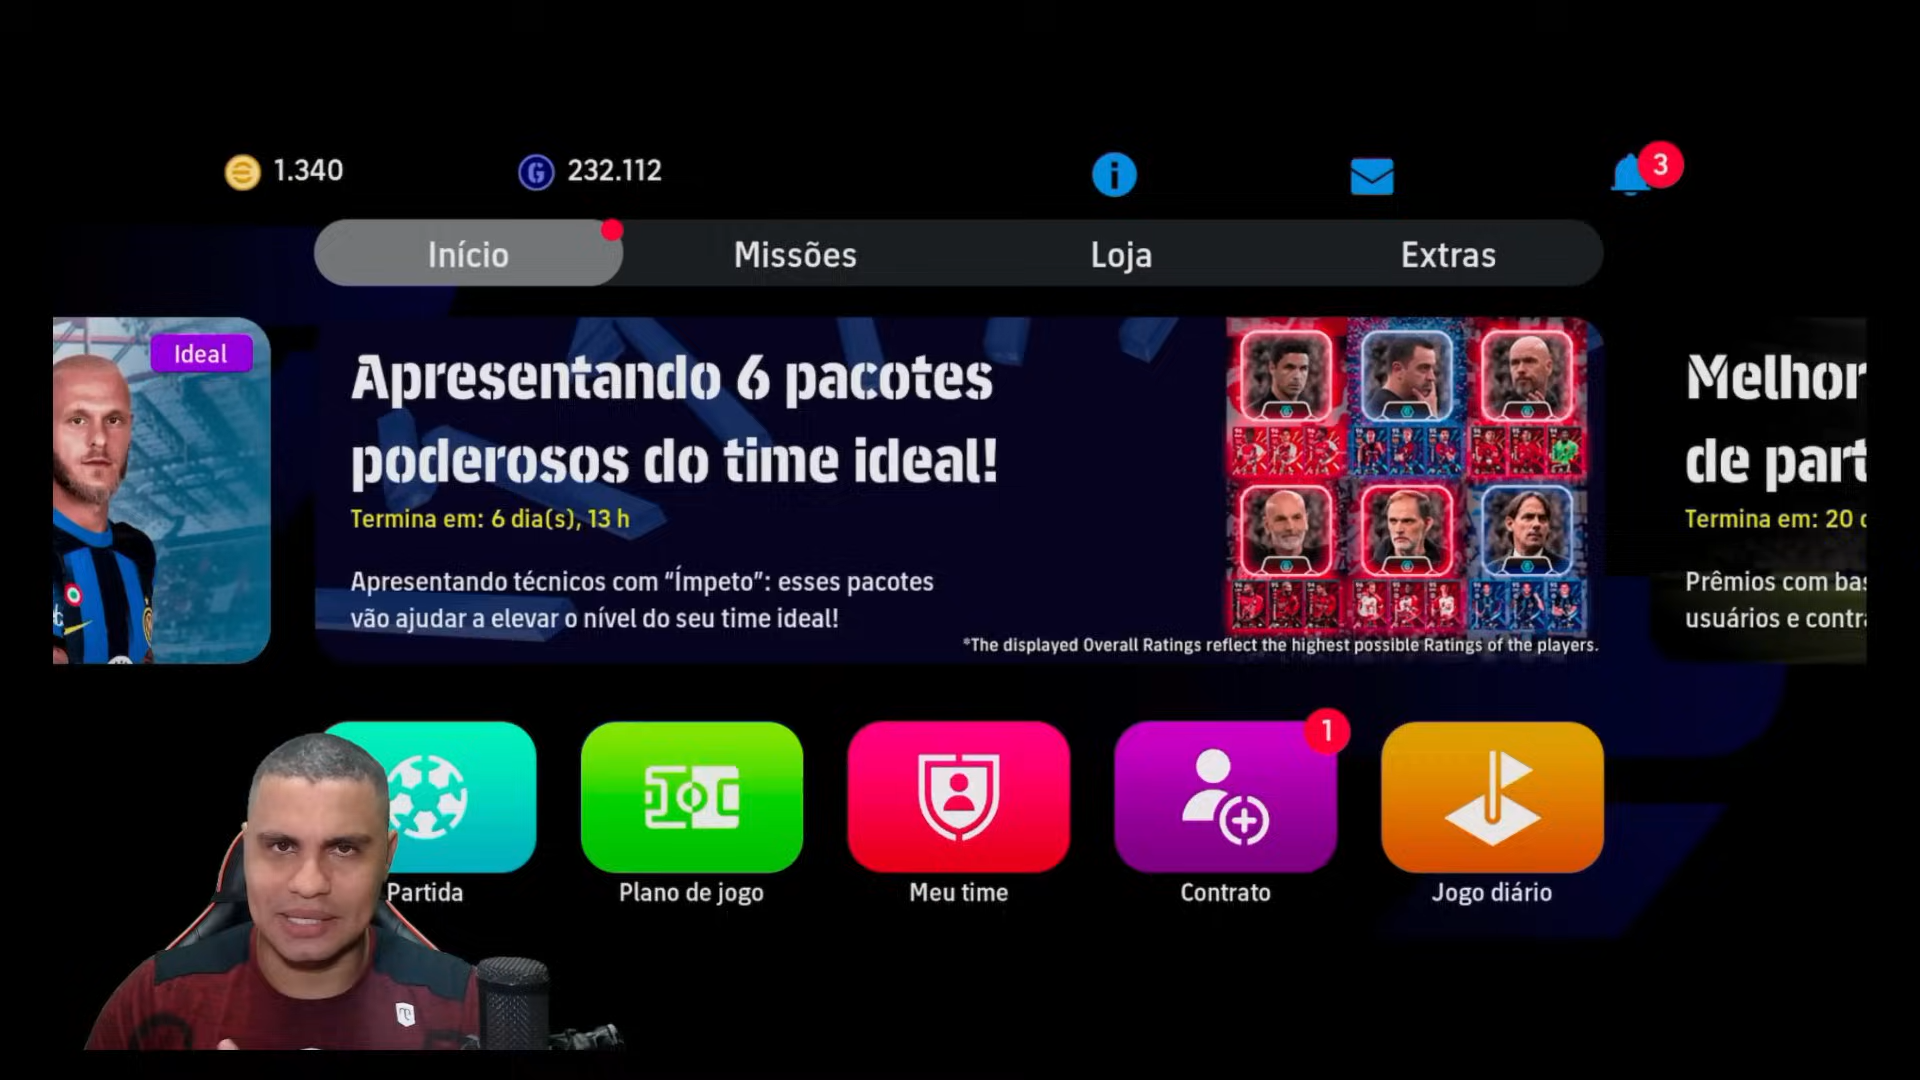 1.340
232.112
3
Início
Missões
Loja
Extras
Ideal
Apresentando 6 pacotes
poderosos do time ideal!
Termina em: 6 dia(s), 13 h
Apresentando técnicos com “Ímpeto”: esses pacotes
vão ajudar a elevar o nível do seu time ideal!
*The displayed Overall Ratings reflect the highest possible Ratings of the players.
Melhor
de part
Termina em: 20
Prêmios com bas
usuários e contr
1
Partida
Plano de jogo
Meu time
Contrato
Jogo diário